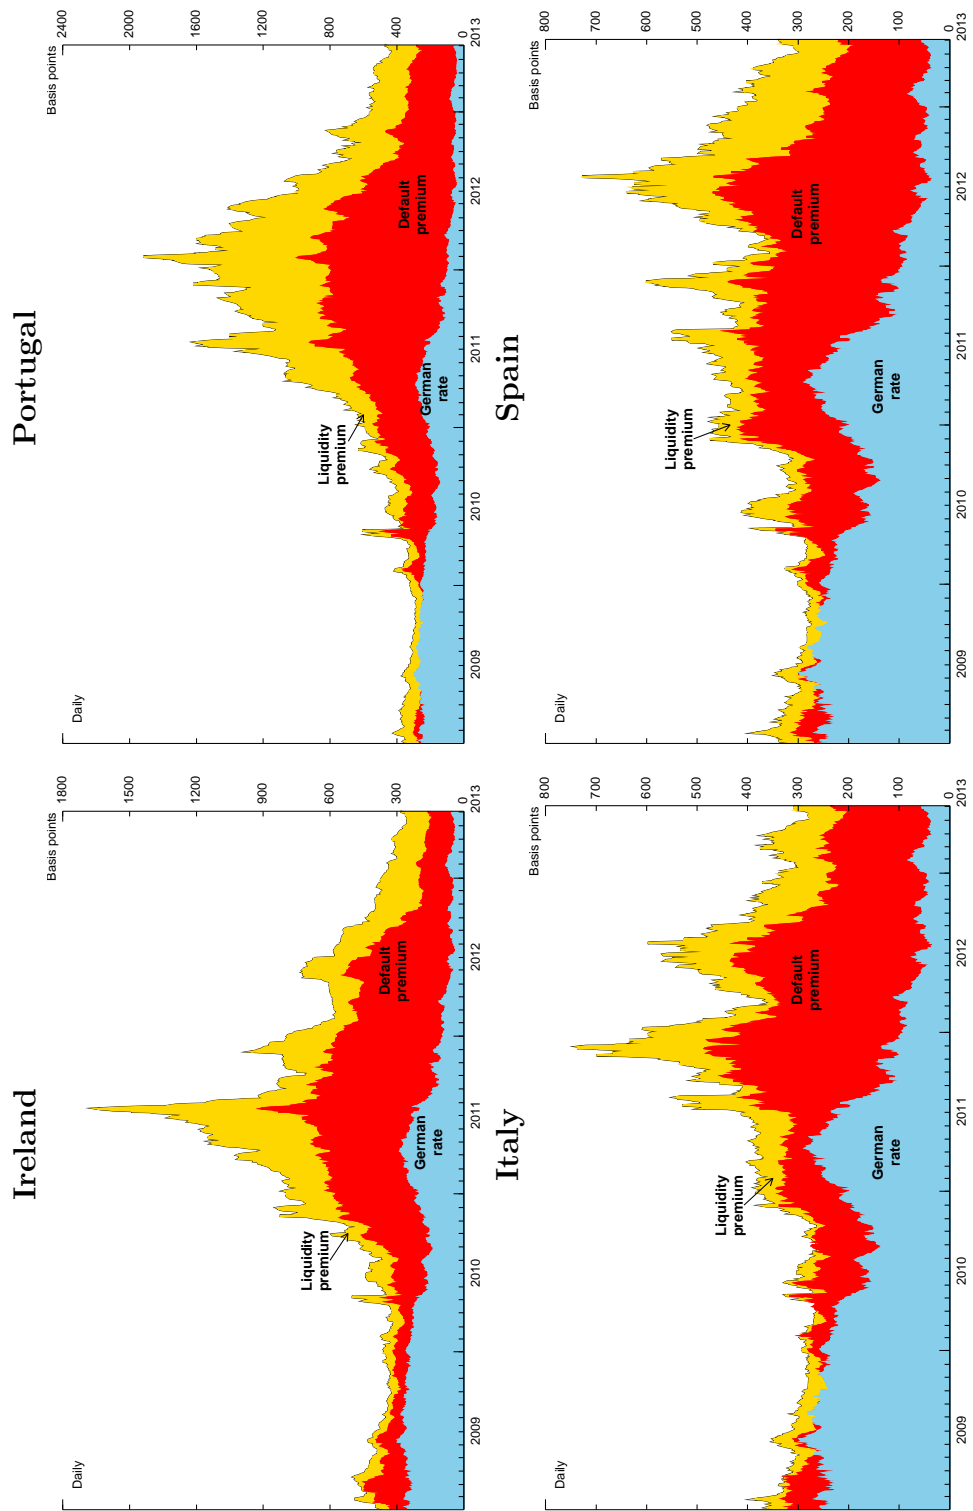 Ireland
Daily
Basis points
1800
1500
1200
900
600
300
0
Liquidity
premium
Default
premium
German
rate
2009
2010
2011
2012
2013
Portugal
Daily
Basis points
2400
2000
1600
1200
800
400
0
Liquidity
premium
Default
premium
German
rate
2009
2010
2011
2012
2013
Italy
Daily
Basis points
800
700
600
500
400
300
200
100
0
Liquidity
premium
Default
premium
German
rate
2009
2010
2011
2012
2013
Spain
Daily
Basis points
800
700
600
500
400
300
200
100
0
Liquidity
premium
Default
premium
German
rate
2009
2010
2011
2012
2013